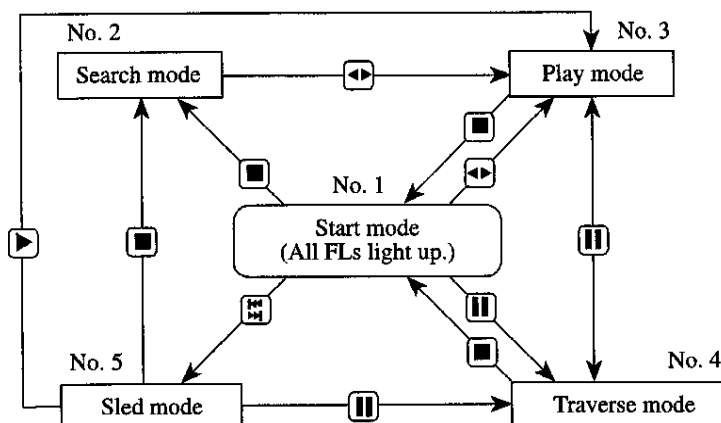 No. 2
No. 3
Search mode
Play mode
No. 1
Start mode
(All FLs light up.)
No. 5
No. 4
Sled mode
Traverse mode